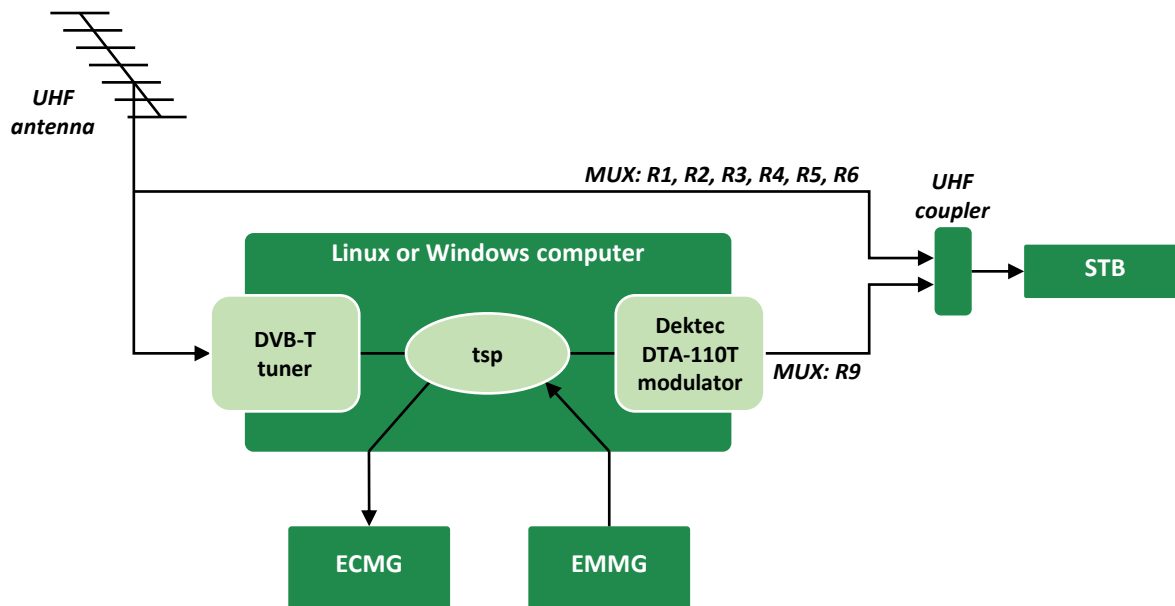 UHF
antenna
MUX: R1, R2, R3, R4, R5, R6
UHF
coupler
Linux or Windows computer
STB
DVB-T
tuner
tsp
Dektec
DTA-110T
modulator
MUX: R9
ECMG
EMMG